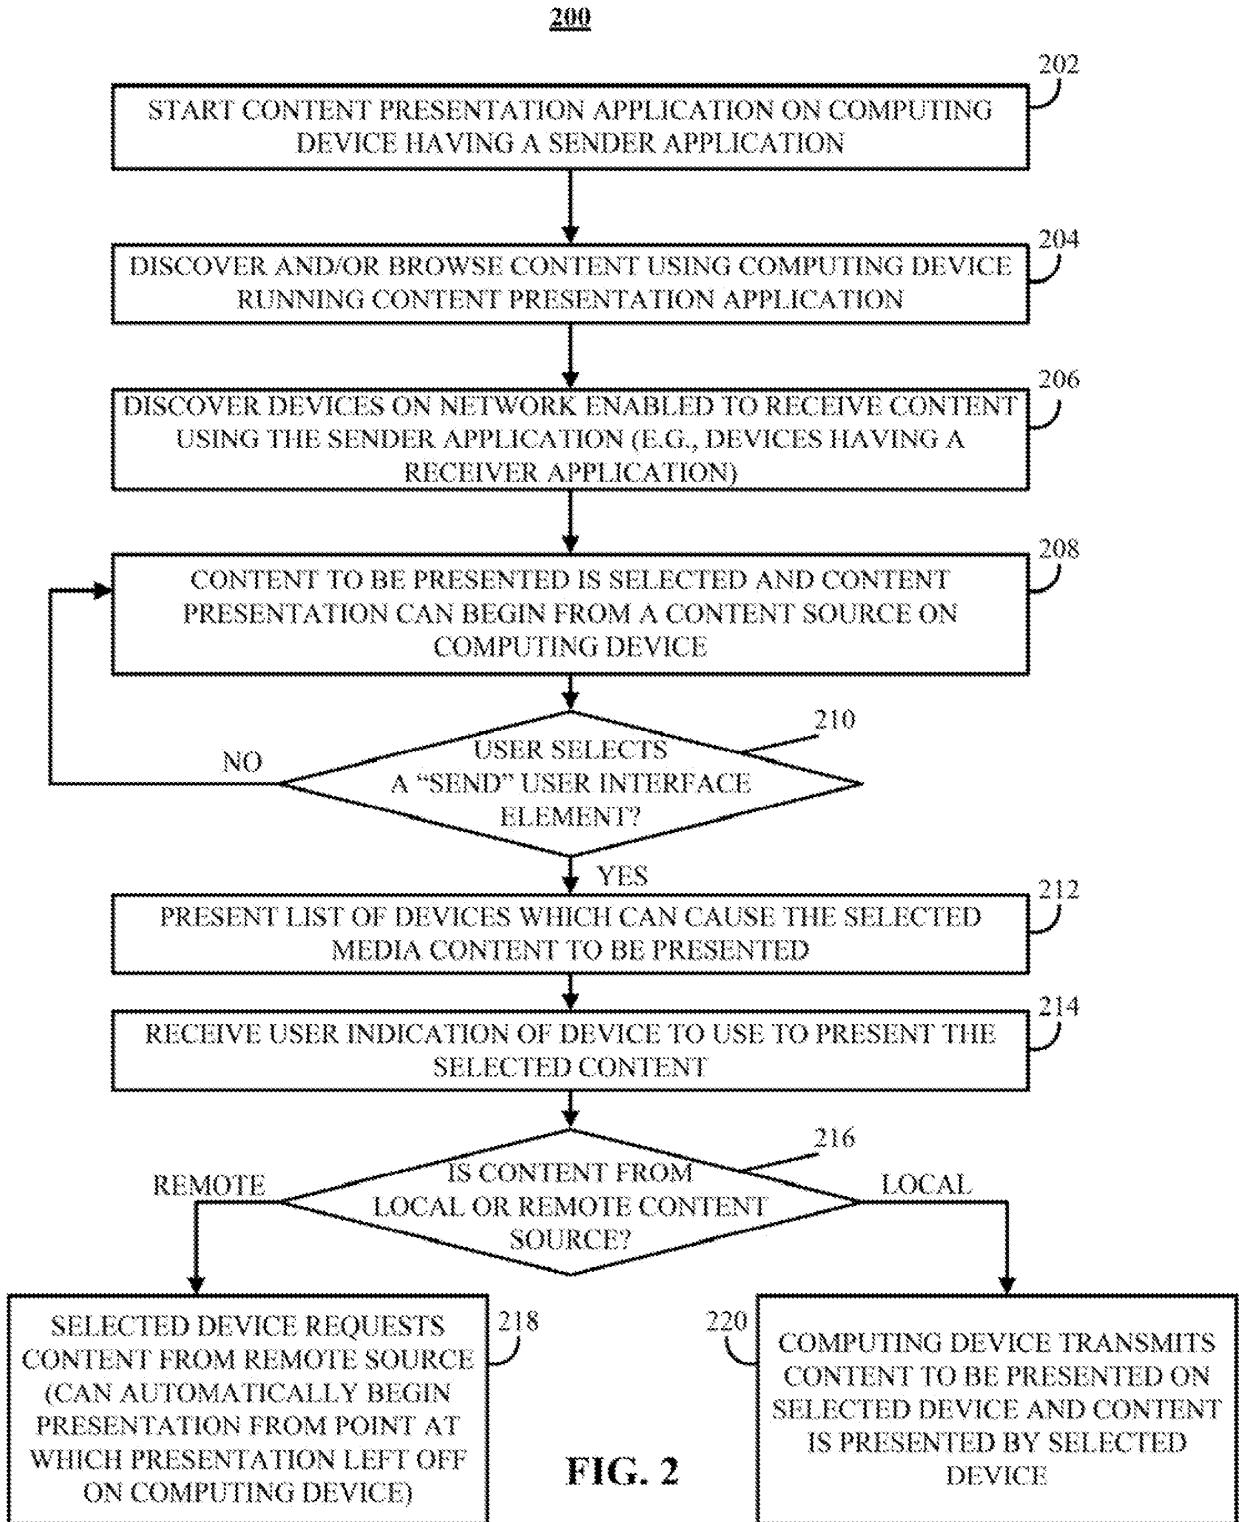 200
202
START CONTENT PRESENTATION APPLICATION ON COMPUTING
DEVICE HAVING A SENDER APPLICATION
204
DISCOVER AND/OR BROWSE CONTENT USING COMPUTING DEVICE
RUNNING CONTENT PRESENTATION APPLICATION
206
DISCOVER DEVICES ON NETWORK ENABLED TO RECEIVE CONTENT
USING THE SENDER APPLICATION (E.G., DEVICES HAVING A
RECEIVER APPLICATION)
208
CONTENT TO BE PRESENTED IS SELECTED AND CONTENT
PRESENTATION CAN BEGIN FROM A CONTENT SOURCE ON
COMPUTING DEVICE
210
NO
USER SELECTS
A “SEND” USER INTERFACE
ELEMENT?
YES
212
PRESENT LIST OF DEVICES WHICH CAN CAUSE THE SELECTED
MEDIA CONTENT TO BE PRESENTED
214
RECEIVE USER INDICATION OF DEVICE TO USE TO PRESENT THE
SELECTED CONTENT
216
REMOTE
IS CONTENT FROM
LOCAL OR REMOTE CONTENT
SOURCE?
LOCAL
218
SELECTED DEVICE REQUESTS
CONTENT FROM REMOTE SOURCE
(CAN AUTOMATICALLY BEGIN
PRESENTATION FROM POINT AT
WHICH PRESENTATION LEFT OFF
ON COMPUTING DEVICE)
220
COMPUTING DEVICE TRANSMITS
CONTENT TO BE PRESENTED ON
SELECTED DEVICE AND CONTENT
IS PRESENTED BY SELECTED
DEVICE
FIG. 2